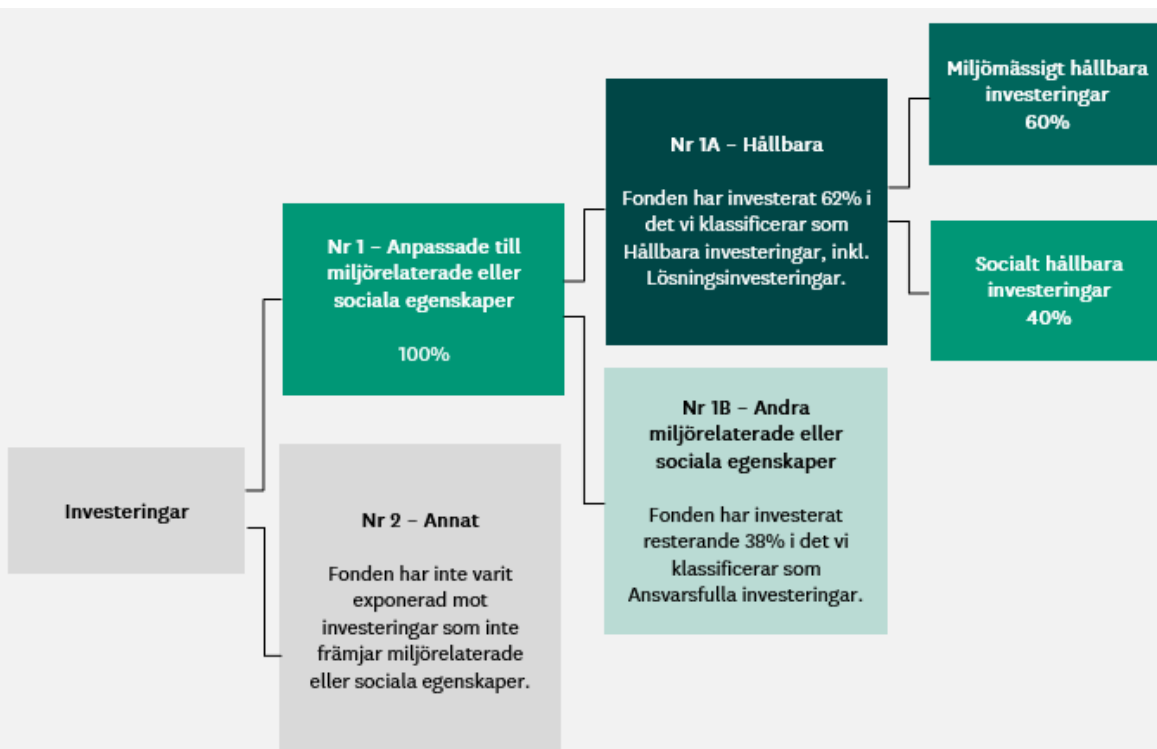 Investeringar
Nr 1 – Anpassade till
miljörelaterade eller
sociala egenskaper
100%
Nr 2 – Annat
Fonden har inte varit
exponerad mot
investeringar som inte
främjar miljörelaterade
eller sociala egenskaper.
Nr 1A – Hållbara
Fonden har investerat 62% i
det vi klassificerar som
Hållbara investeringar, inkl.
Lösningsinvesteringar.
Nr 1B – Andra
miljörelaterade eller
sociala egenskaper
Fonden har investerat
resterande 38% i det vi
klassificerar som
Ansvarsfulla investeringar.
Miljömässigt hållbara
investeringar
60%
Socialt hållbara
investeringar
40%